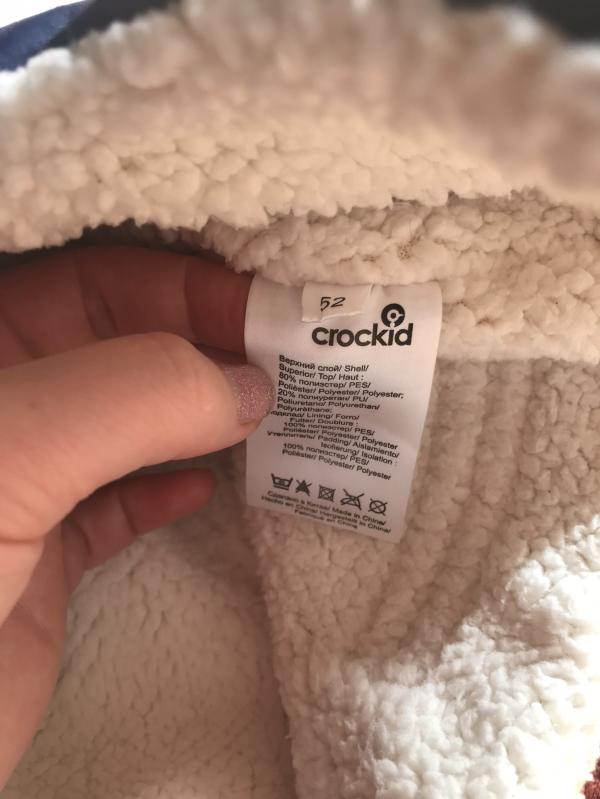 52
crockid
Верхний слой/ Shell/
Superior/ Top/ Haut :
80% полиэстер/ PES/
Poliéster/ Polyester/ Polyester;
20% полиуретан/ PU/
Poliuretano/ Polyurethan/
Polyuréthane;
Lining/ Forro/
Futter/ Doublure :
100% полиэстер/ PES/
Poliéster/ Polyester/ Polyester
Утеплитель/ Padding/ Aislamiento/
Isolierung/ Isolation :
100% полиэстер/ PES/
Poliéster/ Polyester/ Polyester
Сделано в Китае/ Made in China/
Hecho en China/ Hergestellt in China/
Fabriqué en China/